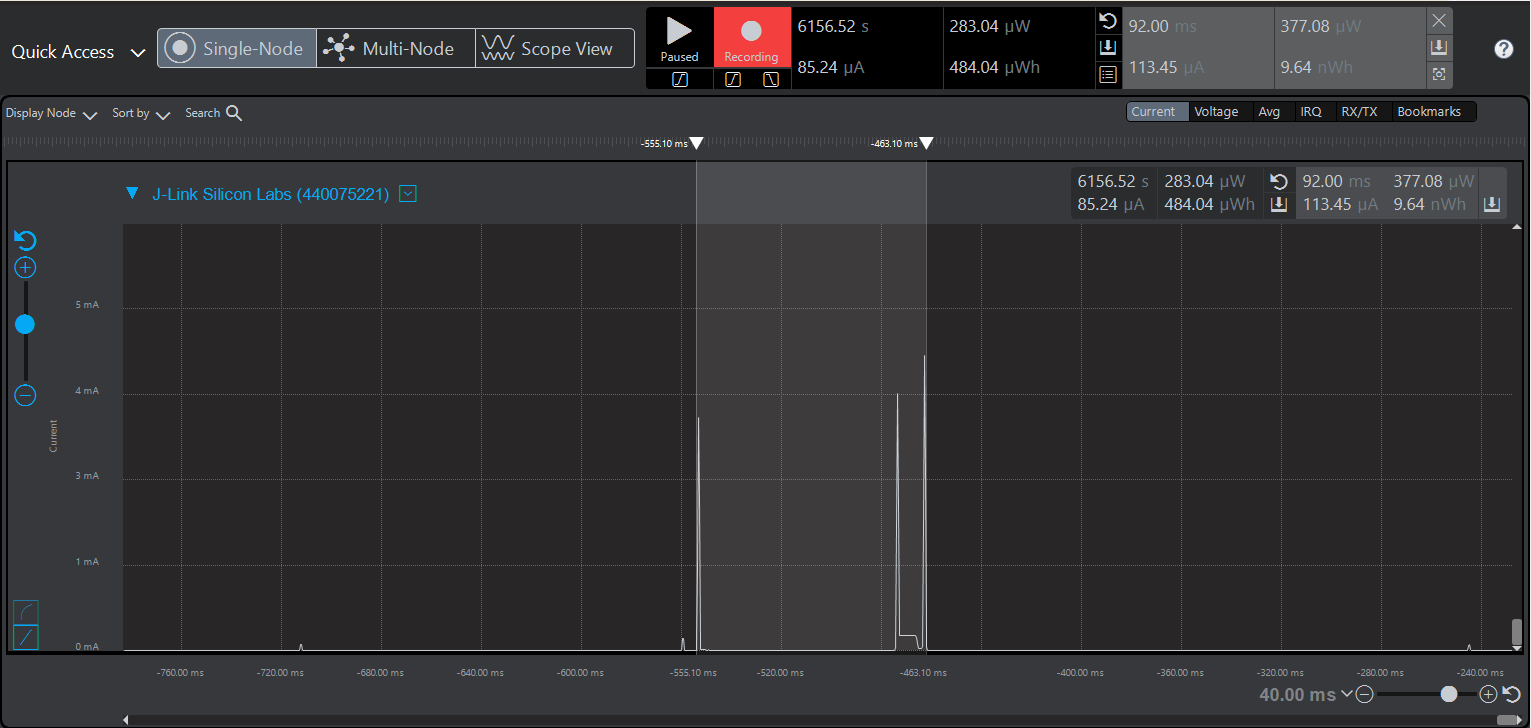 Quick Access
Single-Node
Multi-Node
Scope View
Paused
Recording
6156.52 s
283.04 µW
85.24 µA
484.04 µWh
92.00 ms
377.08 µW
113.45 µA
9.64 nWh
?
Display Node
Sort by
Search
Current
Voltage
Avg
IRQ
RX/TX
Bookmarks
-555.10 ms
-463.10 ms
J-Link Silicon Labs (440075221)
6156.52 s
283.04 µW
92.00 ms
377.08 µW
85.24 µA
484.04 µWh
113.45 µA
9.64 nWh
5 mA
4 mA
3 mA
1 mA
0 mA
Current
-760.00 ms
-720.00 ms
-680.00 ms
-640.00 ms
-600.00 ms
-555.10 ms
-520.00 ms
-463.10 ms
-400.00 ms
-360.00 ms
-320.00 ms
-280.00 ms
-240.00 ms
40.00 ms